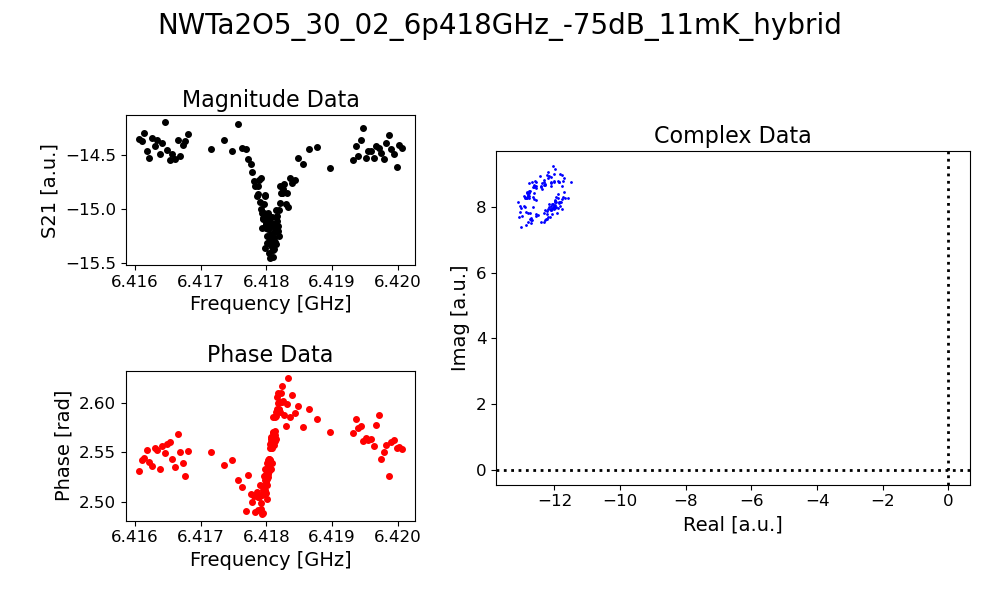 NWTa2O5_30_02_6p418GHz_-75dB_11mK_hybrid
Magnitude Data
S21 [a.u.]
−14.5
−15.0
−15.5
6.416 6.417 6.418 6.419 6.420
Frequency [GHz]
Phase Data
Phase [rad]
2.60
2.55
2.50
6.416 6.417 6.418 6.419 6.420
Frequency [GHz]
Complex Data
Imag [a.u.]
8
6
4
2
0
−12 −10 −8 −6 −4 −2 0
Real [a.u.]